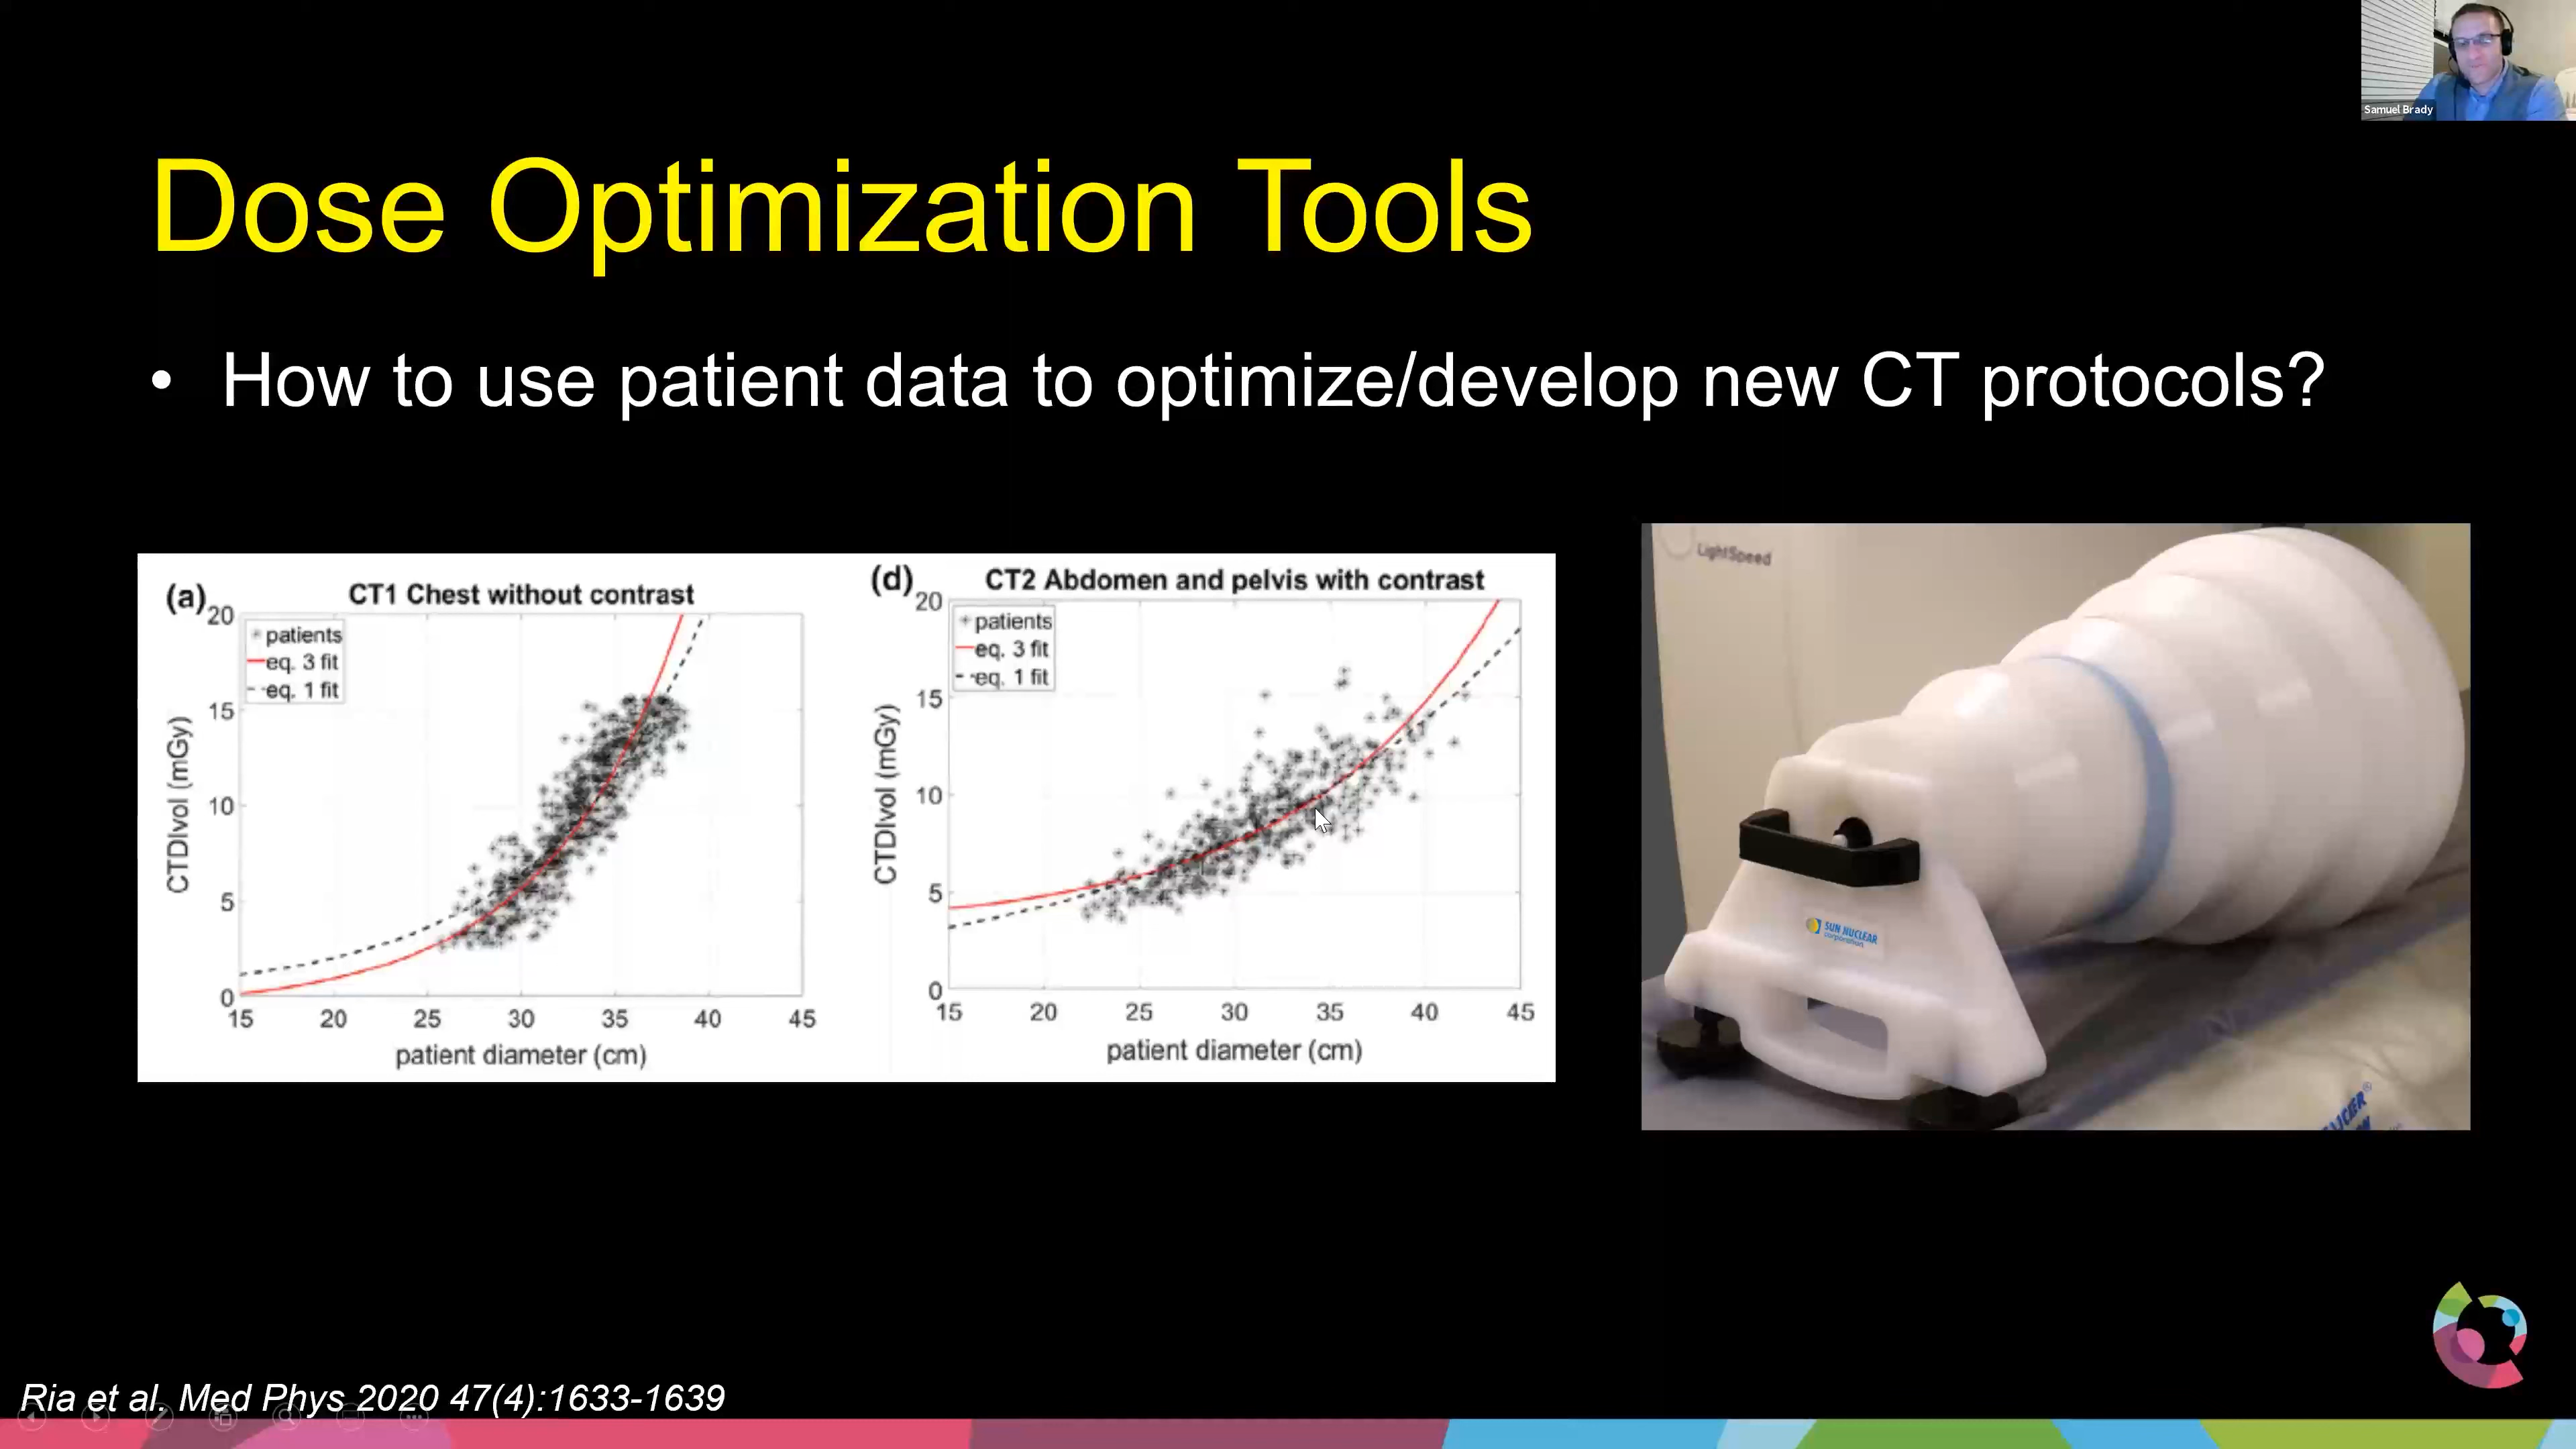 Samuel Brady
Dose Optimization Tools
• How to use patient data to optimize/develop new CT protocols?
(a) CT1 Chest without contrast
patients
eq. 3 fit
eq. 1 fit
CTDIvol (mGy)
20
15
10
5
0
15 20 25 30 35 40 45
patient diameter (cm)
(d) CT2 Abdomen and pelvis with contrast
patients
eq. 3 fit
eq. 1 fit
CTDIvol (mGy)
20
15
10
5
0
15 20 25 30 35 40 45
patient diameter (cm)
LightSpeed
SUN NUCLEAR
corporation
Ria et al. Med Phys 2020 47(4):1633-1639